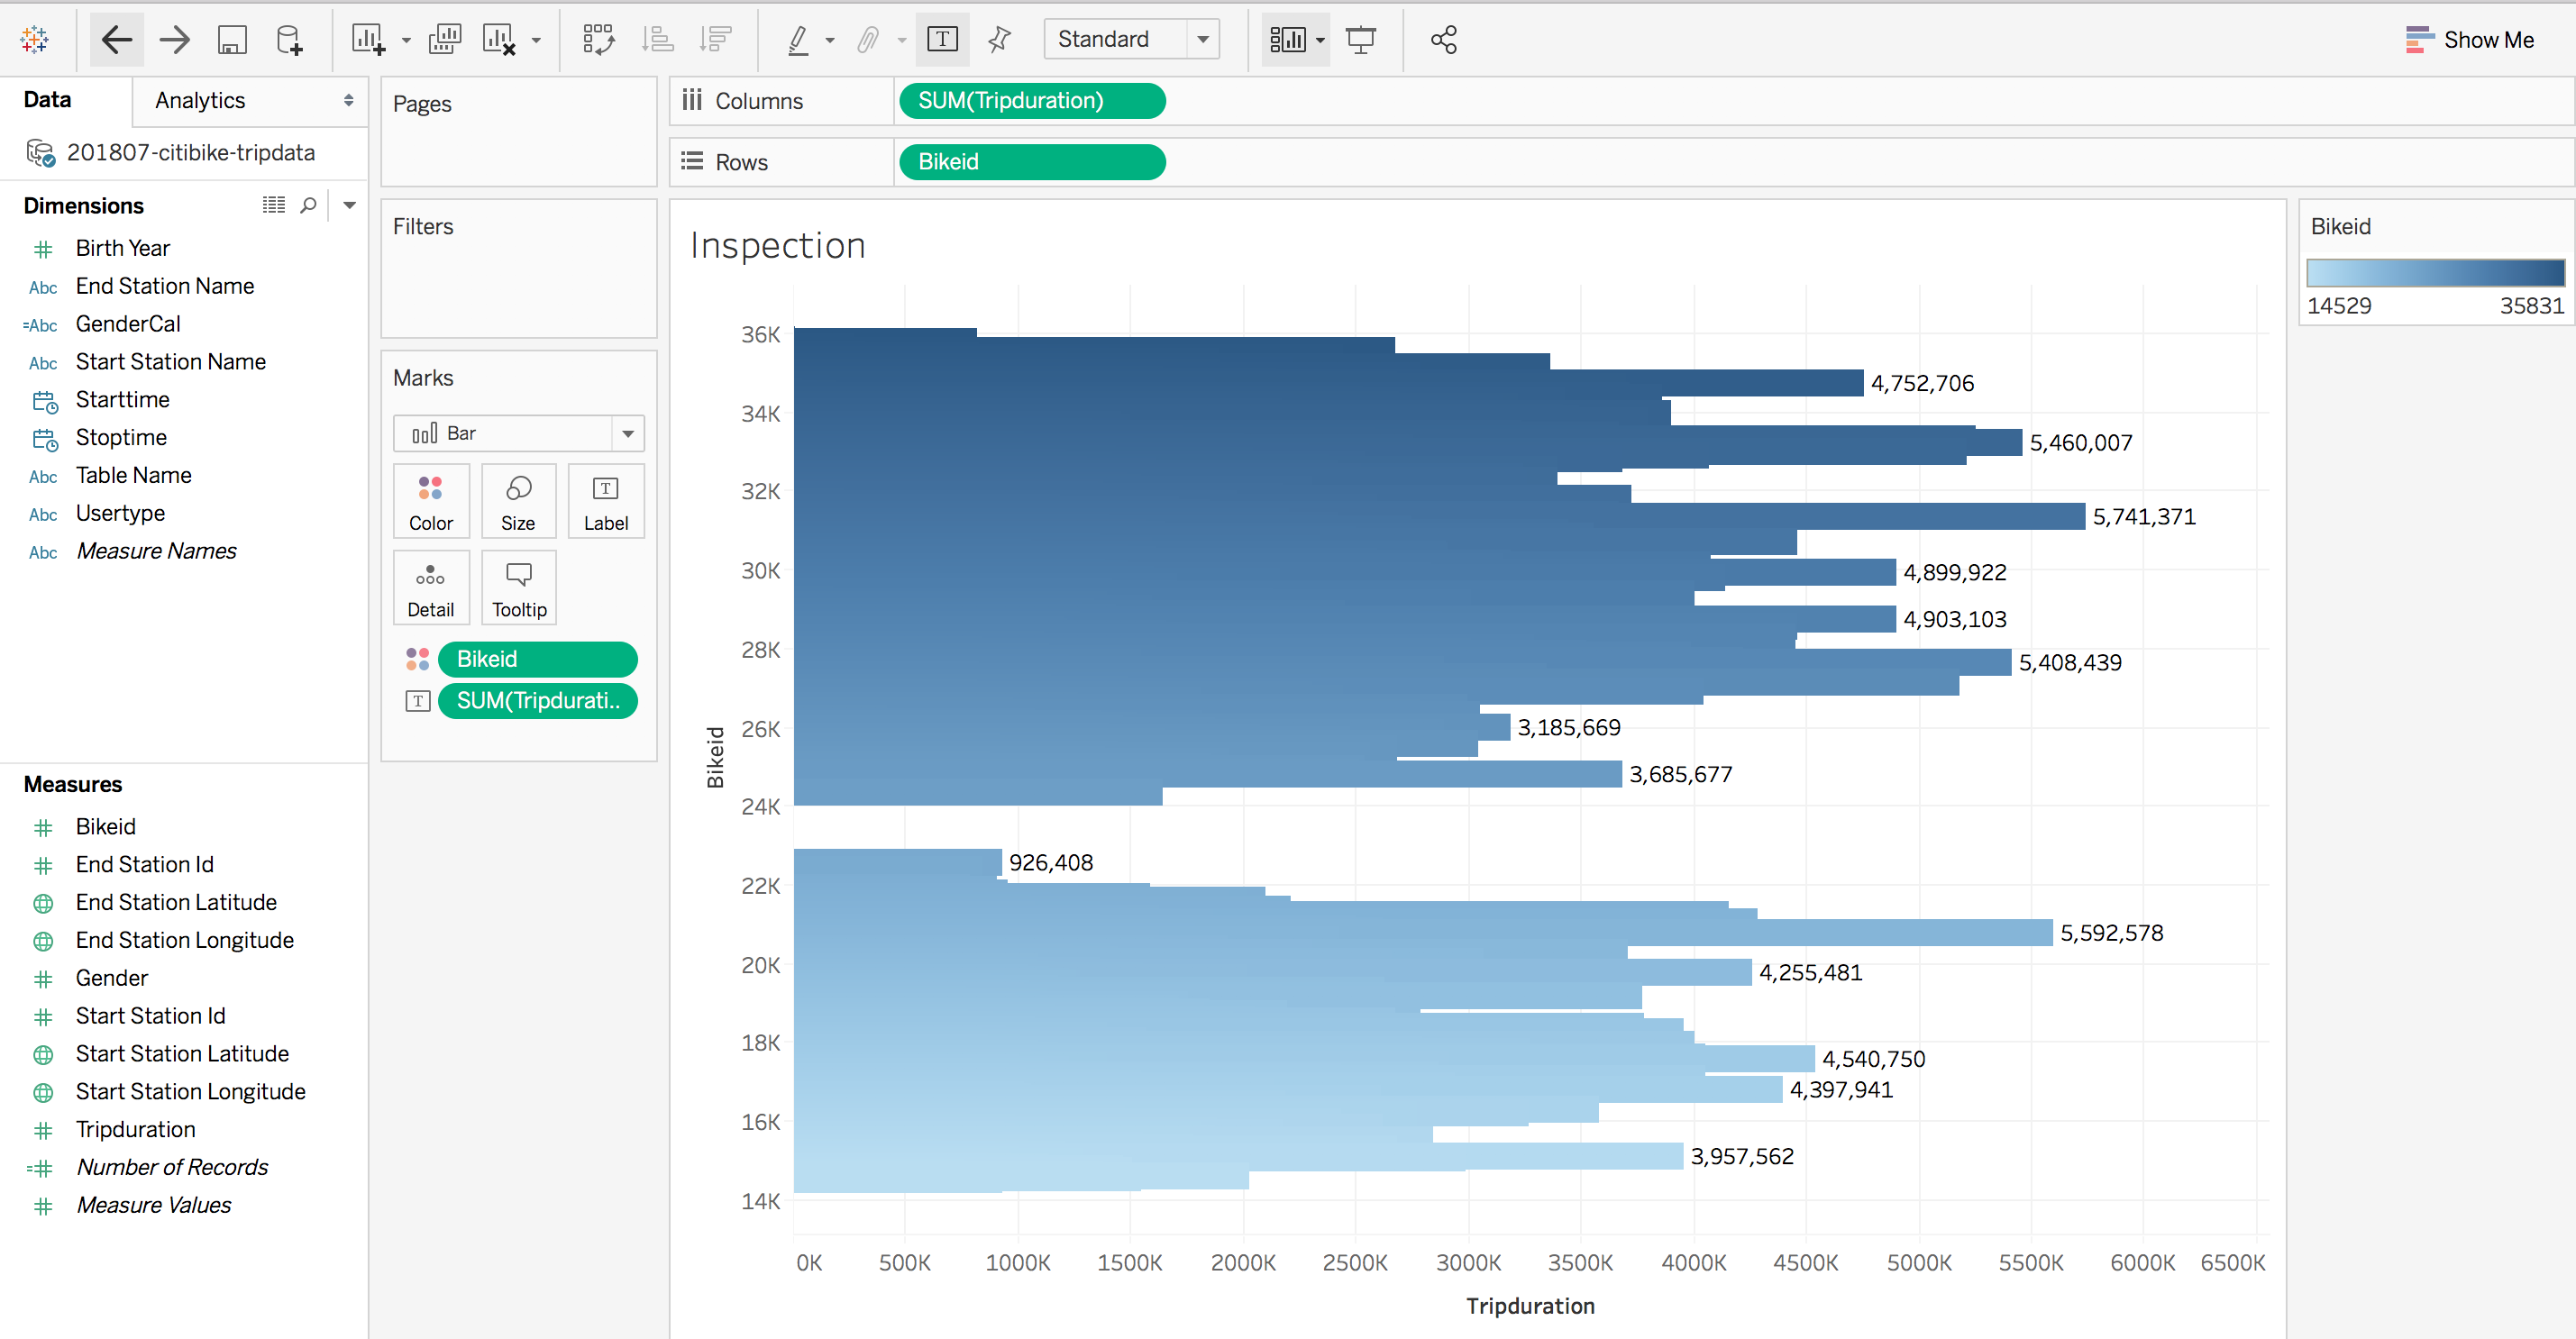 Standard
Show Me
Data
Analytics
201807-citibike-tripdata
Dimensions
Birth Year
Abc End Station Name
=Abc GenderCal
Abc Start Station Name
Starttime
Stoptime
Abc Table Name
Abc Usertype
Abc Measure Names
Measures
Bikeid
End Station Id
End Station Latitude
End Station Longitude
Gender
Start Station Id
Start Station Latitude
Start Station Longitude
Tripduration
=# Number of Records
Measure Values
Pages
Filters
Marks
Bar
Color
Size
T
Label
Detail
Tooltip
Bikeid
T SUM(Tripdurati..
Columns
SUM(Tripduration)
Rows
Bikeid
Inspection
36K
4,752,706
34K
5,460,007
32K
5,741,371
30K
4,899,922
4,903,103
28K
5,408,439
26K
3,185,669
3,685,677
24K
926,408
22K
5,592,578
20K
4,255,481
18K
4,540,750
4,397,941
16K
3,957,562
14K
Bikeid
0K 500K 1000K 1500K 2000K 2500K 3000K 3500K 4000K 4500K 5000K 5500K 6000K 6500K
Tripduration
Bikeid
14529 35831